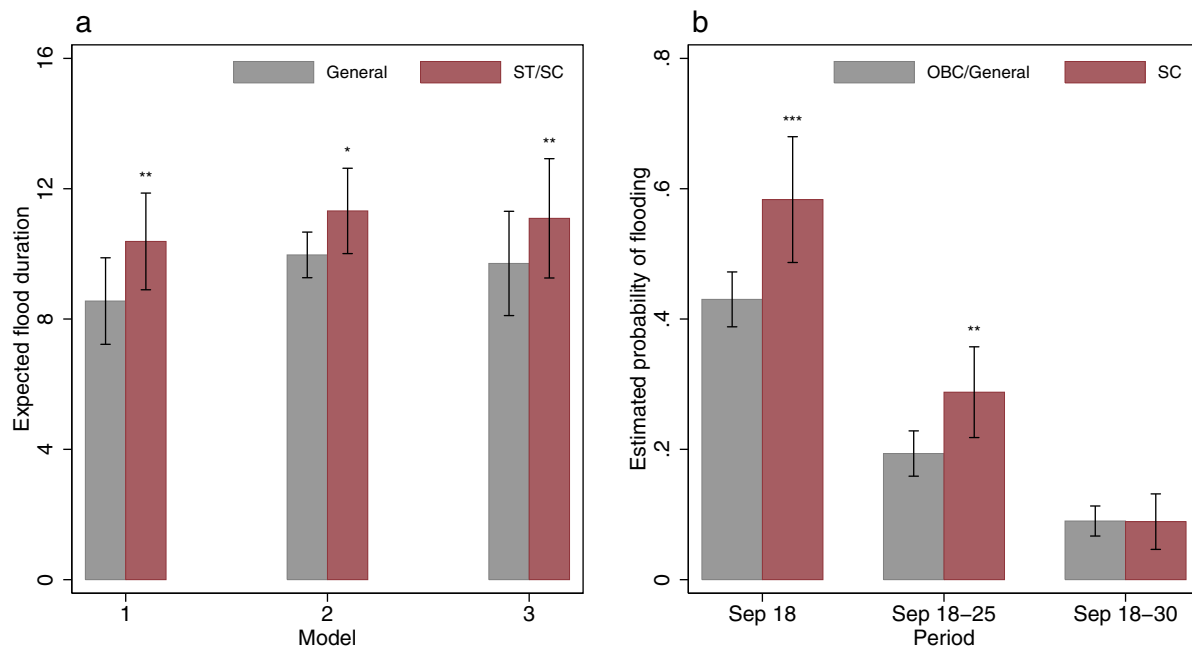 a
General ST/SC
Expected flood duration
16
12
8
4
0
**
*
**
1 2 3
Model
b
OBC/General SC
Estimated probability of flooding
.8
.6
.4
.2
0
***
**
Sep 18 Sep 18–25 Sep 18–30
Period